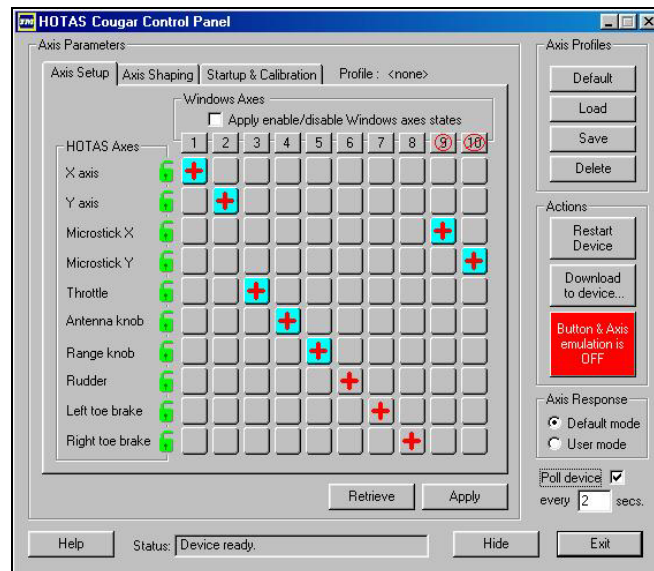 HOTAS Cougar Control Panel
Axis Parameters
Axis Setup Axis Shaping Startup & Calibration Profile : <none>
Windows Axes
Apply enable/disable Windows axes states
HOTAS Axes 1 2 3 4 5 6 7 8 9 10
X axis
Y axis
Microstick X
Microstick Y
Throttle
Antenna knob
Range knob
Rudder
Left toe brake
Right toe brake
Retrieve Apply
Axis Profiles
Default
Load
Save
Delete
Actions
Restart
Device
Download
to device...
Button & Axis
emulation is
OFF
Axis Response
Default mode
User mode
Poll device
every 2 secs.
Help Status: Device ready. Hide Exit